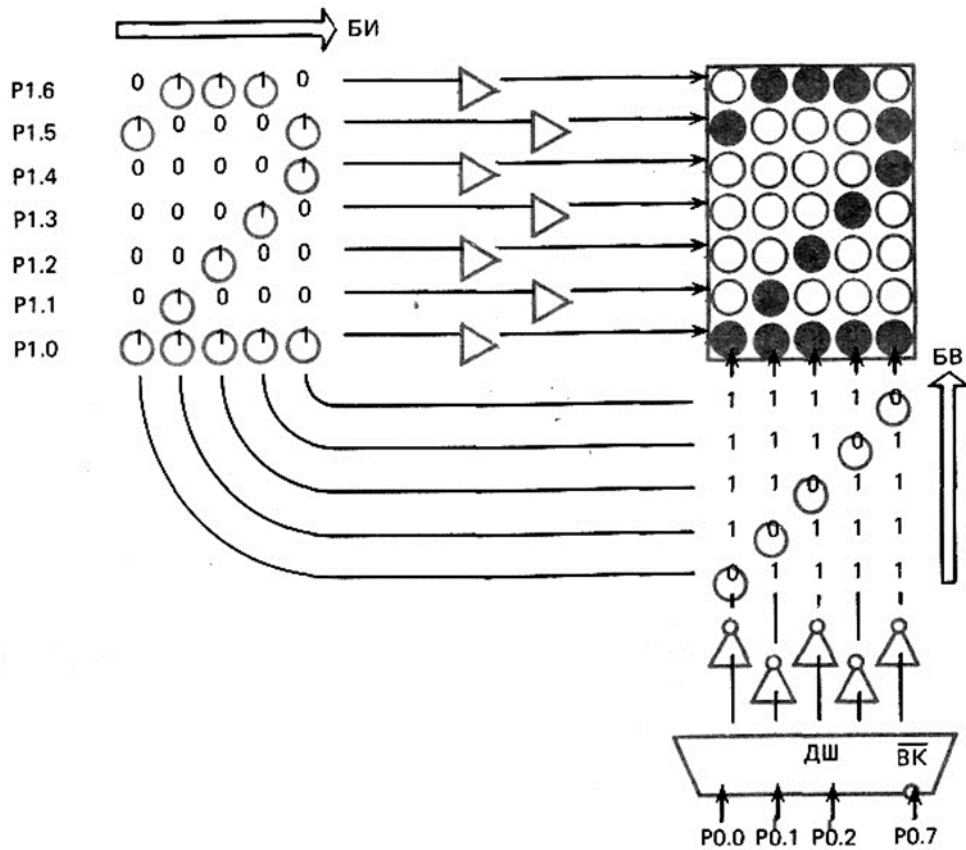 БИ
P1.6 0 1 1 1 0
P1.5 1 0 0 0 1
P1.4 0 0 0 0 1
P1.3 0 0 0 1 0
P1.2 0 0 1 0 0
P1.1 0 1 0 0 0
P1.0 1 1 1 1 1
БВ
1 1 1 1 0
1 1 1 0 1
1 1 0 1 1
1 0 1 1 1
0 1 1 1 1
ДШ ВК
P0.0 P0.1 P0.2 P0.7